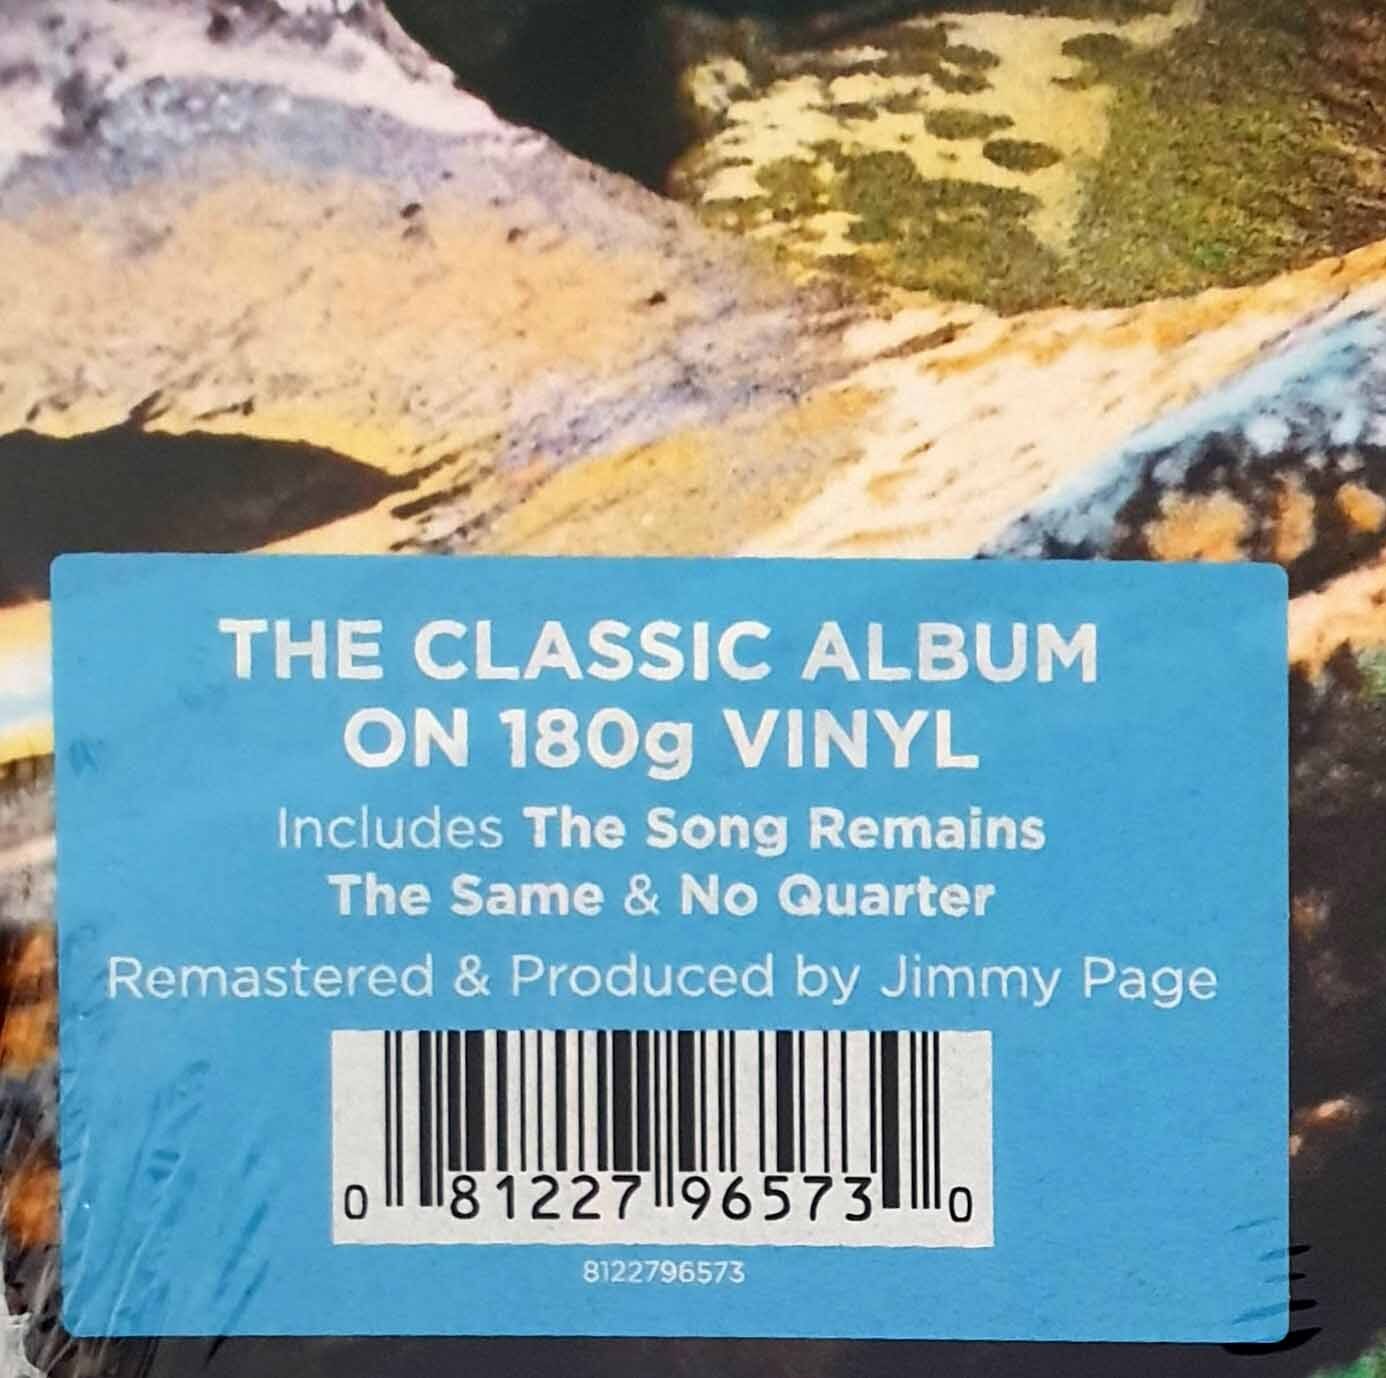 THE CLASSIC ALBUM
ON 180g VINYL
Includes The Song Remains
The Same & No Quarter
Remastered & Produced by Jimmy Page
0 81227 96573 0
8122796573